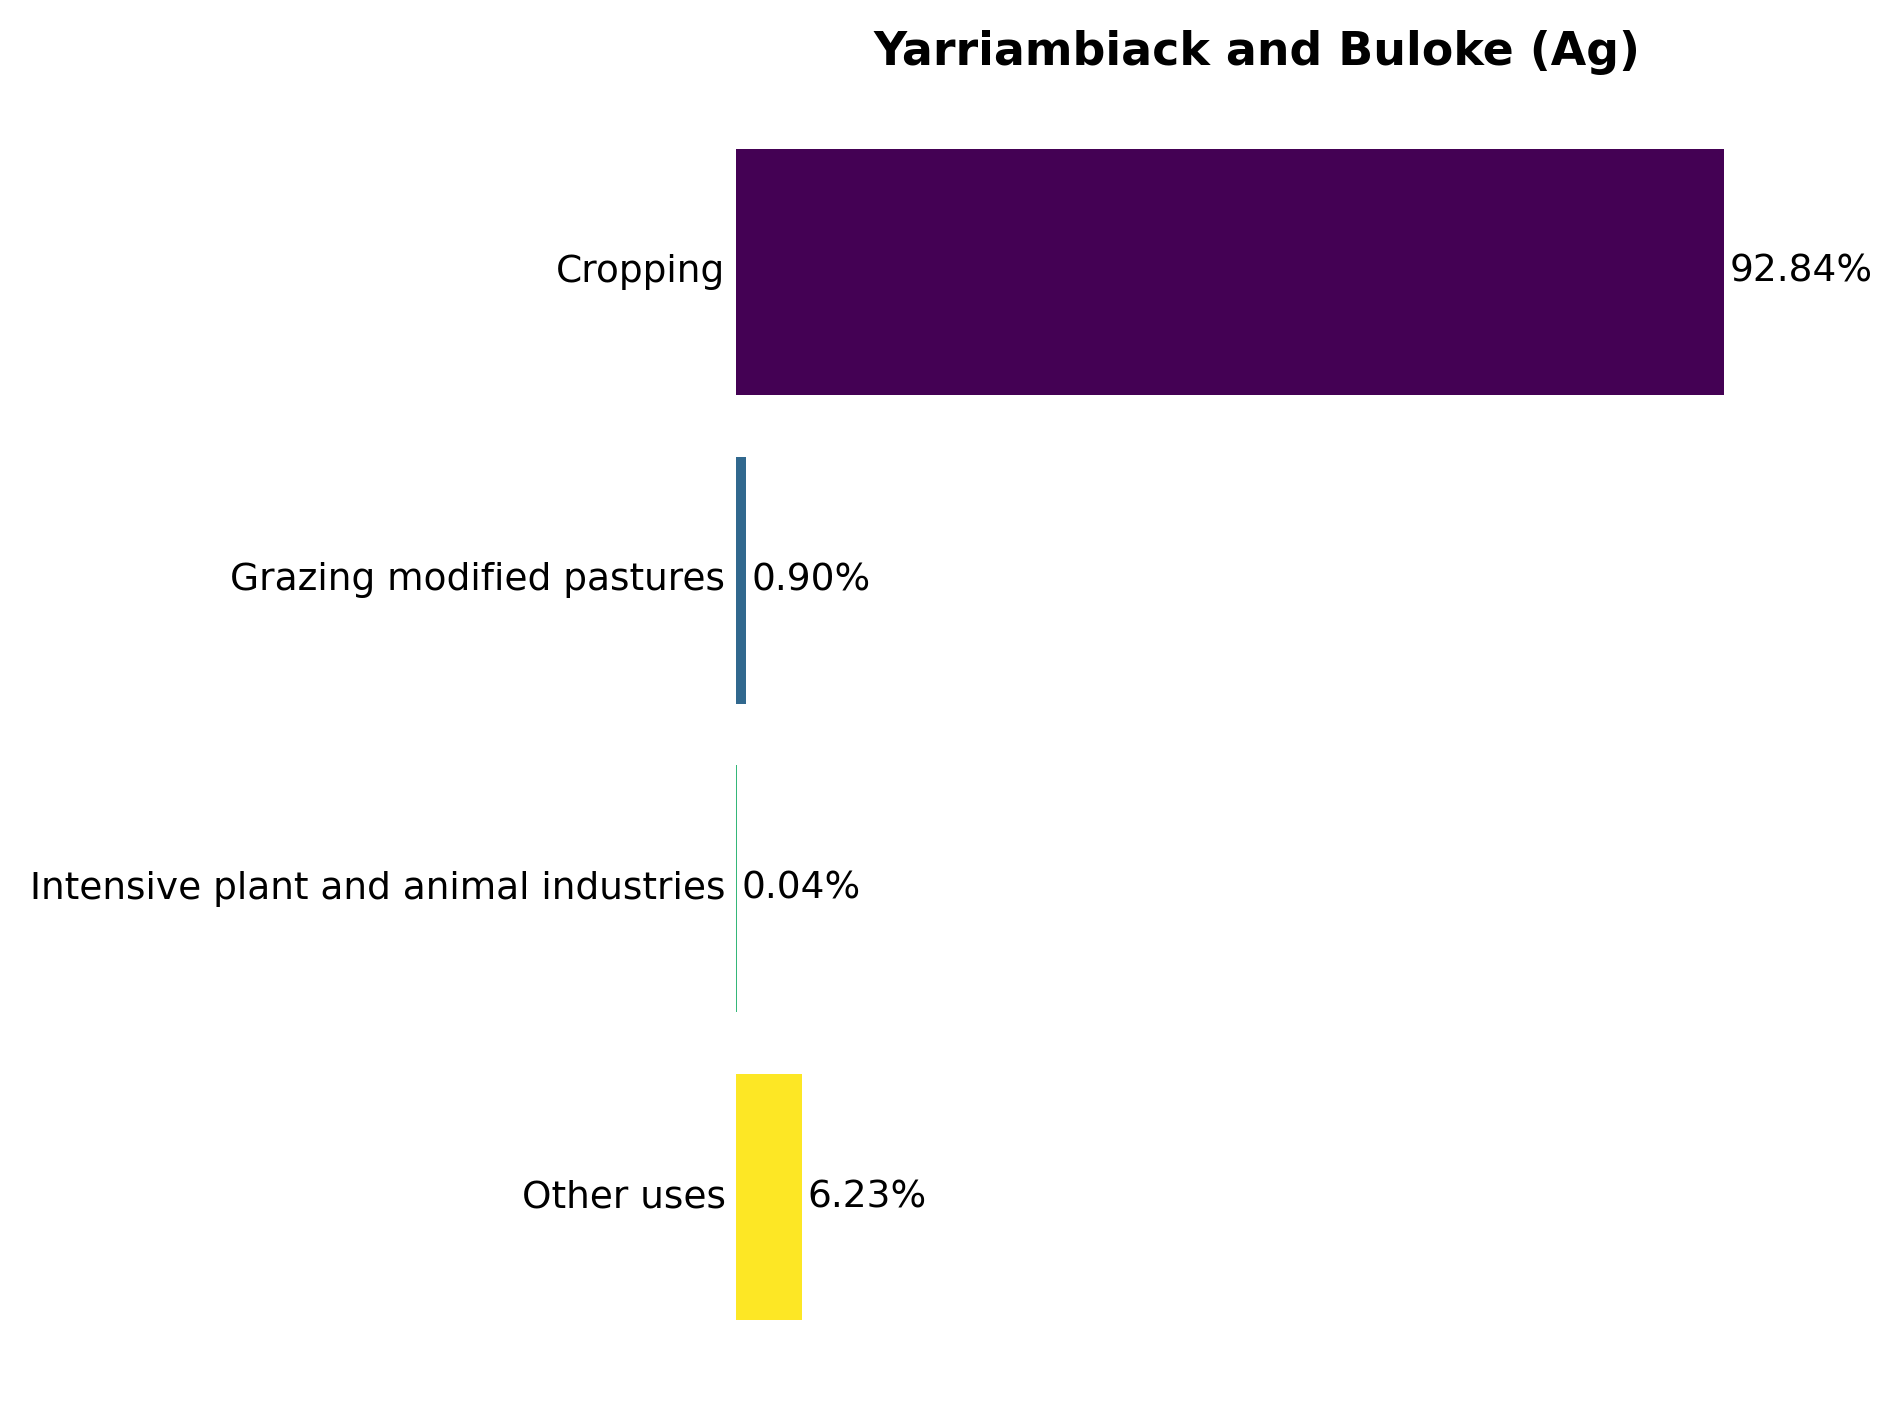 Yarriambiack and Buloke (Ag)
Cropping 92.84%
Grazing modified pastures 0.90%
Intensive plant and animal industries 0.04%
Other uses 6.23%